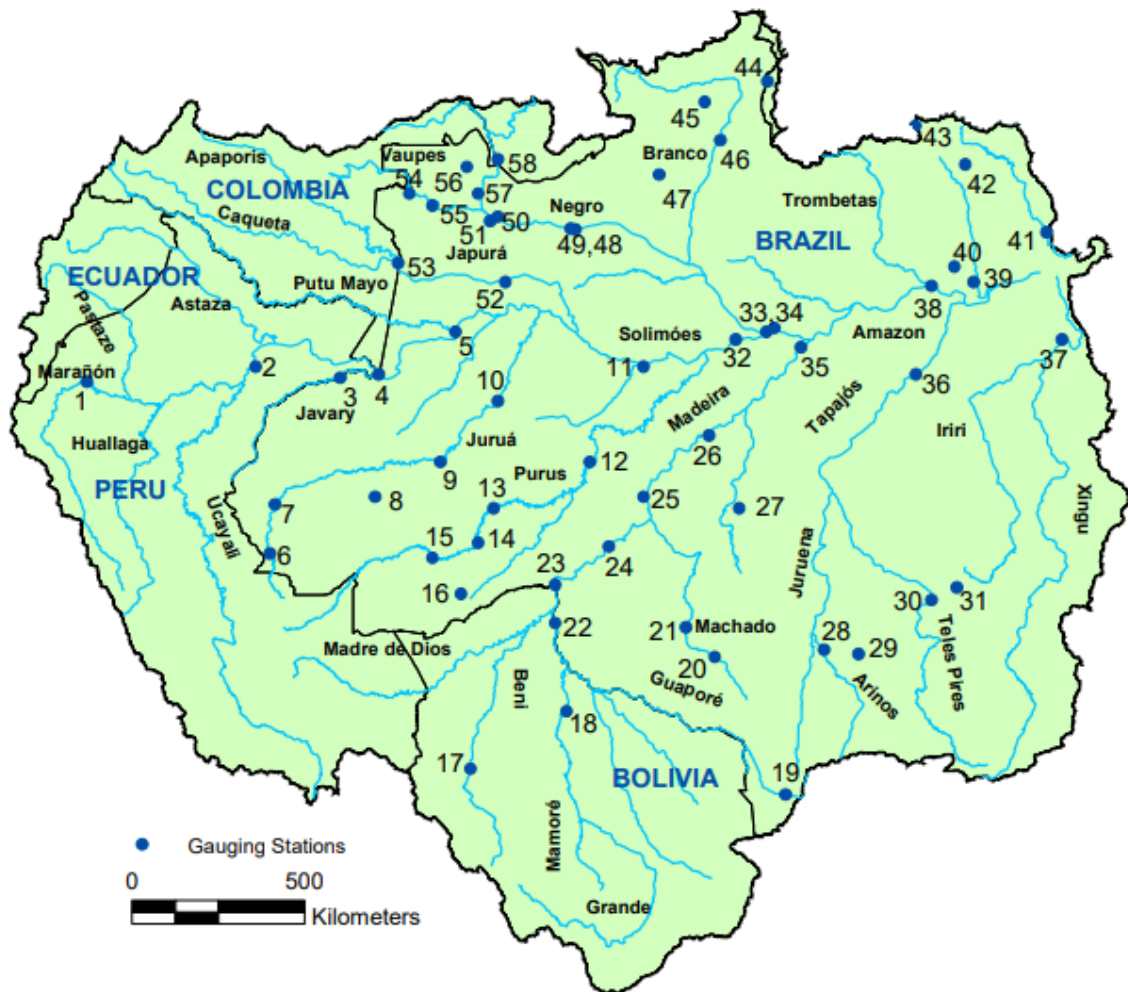 44
45
43
Apaporis
Vaupes
58
Branco
46
42
COLOMBIA
54
56
57
47
Trombetas
Caqueta
55
50
Negro
51
49,48
BRAZIL
41
Japurá
40
ECUADOR
53
39
Astaza
Putu Mayo
52
38
Pastaze
33,34
Solimóes
Amazon
5
32
37
Marañón
2
11
35
1
3
4
10
36
Javary
Madeira
Tapajós
Huallaga
Juruá
Iriri
26
PERU
9
Purus
12
8
13
25
27
Xingu
7
Ucayali
14
15
6
24
Juruena
23
16
30
31
22
21
Machado
28
29
Teles Pires
Madre de Dios
20
Beni
Guaporé
Arinos
18
17
BOLIVIA
19
Gauging Stations
Mamoré
0
500
Kilometers
Grande